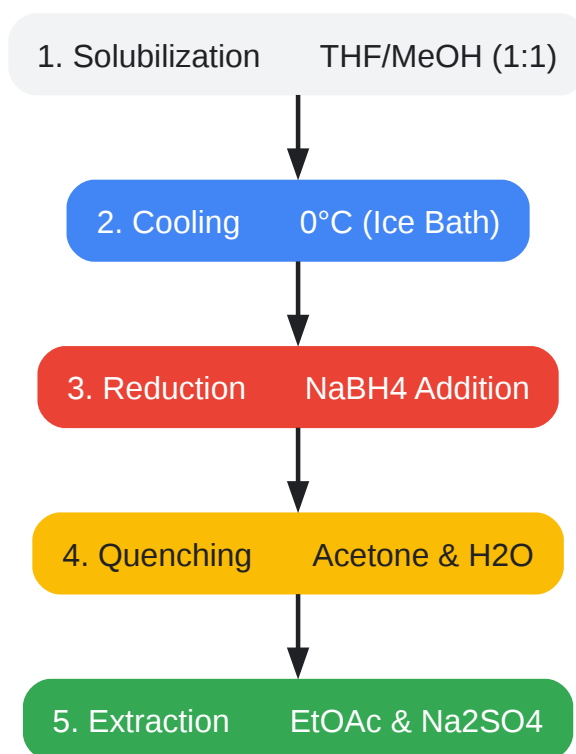 1. Solubilization THF/MeOH (1:1)
2. Cooling 0°C (Ice Bath)
3. Reduction NaBH4 Addition
4. Quenching Acetone & H2O
5. Extraction EtOAc & Na2SO4